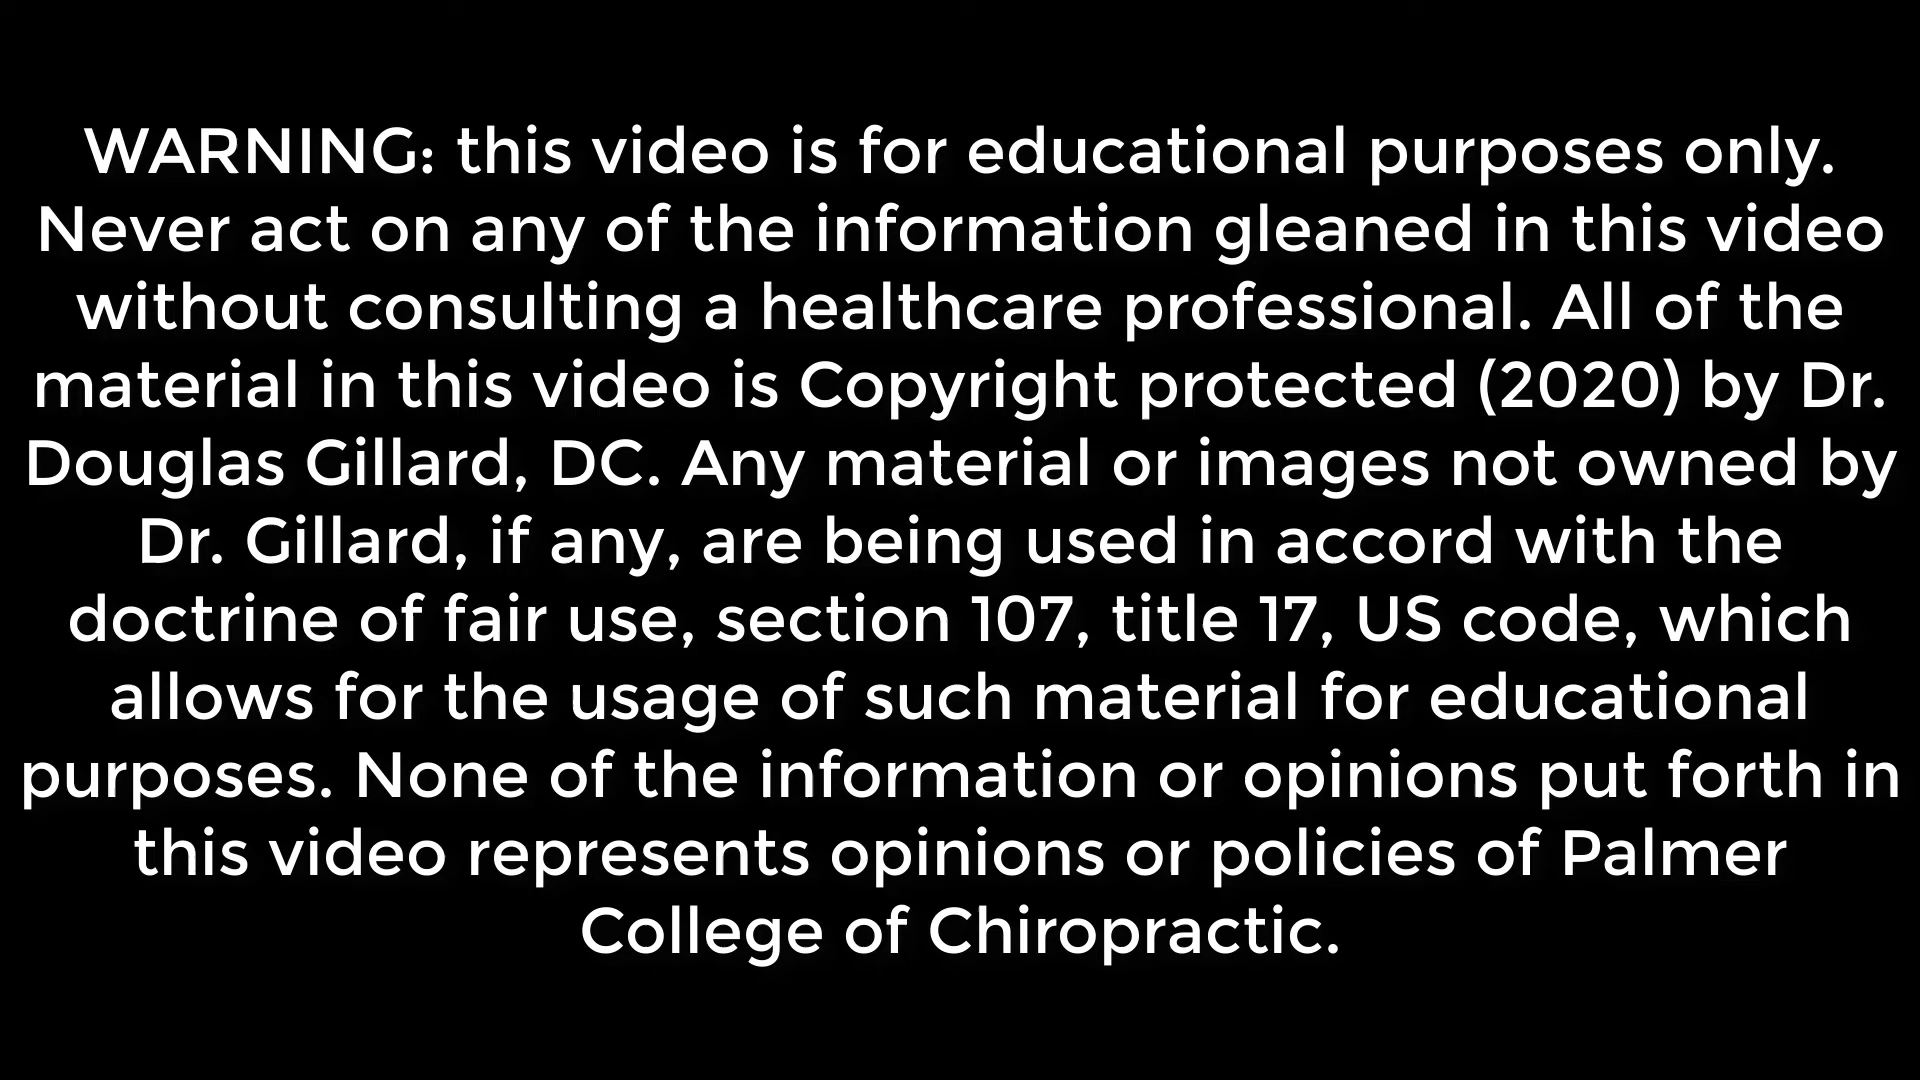 WARNING: this video is for educational purposes only.
Never act on any of the information gleaned in this video
without consulting a healthcare professional. All of the
material in this video is Copyright protected (2020) by Dr.
Douglas Gillard, DC. Any material or images not owned by
Dr. Gillard, if any, are being used in accord with the
doctrine of fair use, section 107, title 17, US code, which
allows for the usage of such material for educational
purposes. None of the information or opinions put forth in
this video represents opinions or policies of Palmer
College of Chiropractic.